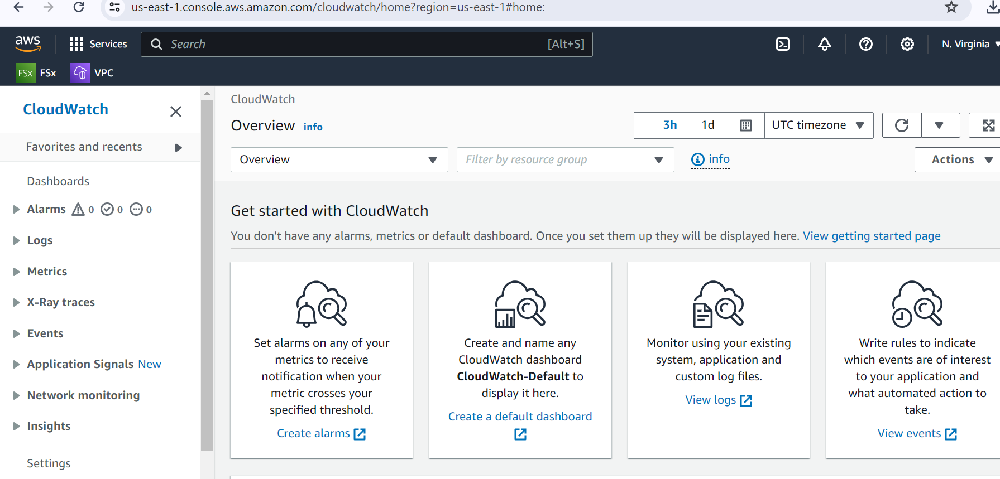 us-east-1.console.aws.amazon.com/cloudwatch/home?region=us-east-1#home:
aws
Services
Search
[Alt+S]
N. Virginia
FSx FSx
VPC
CloudWatch
Favorites and recents
Dashboards
Alarms 0 0 0
Logs
Metrics
X-Ray traces
Events
Application Signals New
Network monitoring
Insights
Settings
CloudWatch
Overview info
3h 1d UTC timezone
Overview
Filter by resource group
info
Actions
Get started with CloudWatch
You don't have any alarms, metrics or default dashboard. Once you set them up they will be displayed here. View getting started page
Set alarms on any of your
metrics to receive
notification when your
metric crosses your
specified threshold.
Create alarms
Create and name any
CloudWatch dashboard
CloudWatch-Default to
display it here.
Create a default dashboard
Monitor using your existing
system, application and
custom log files.
View logs
Write rules to indicate
which events are of interest
to your application and
what automated action to
take.
View events